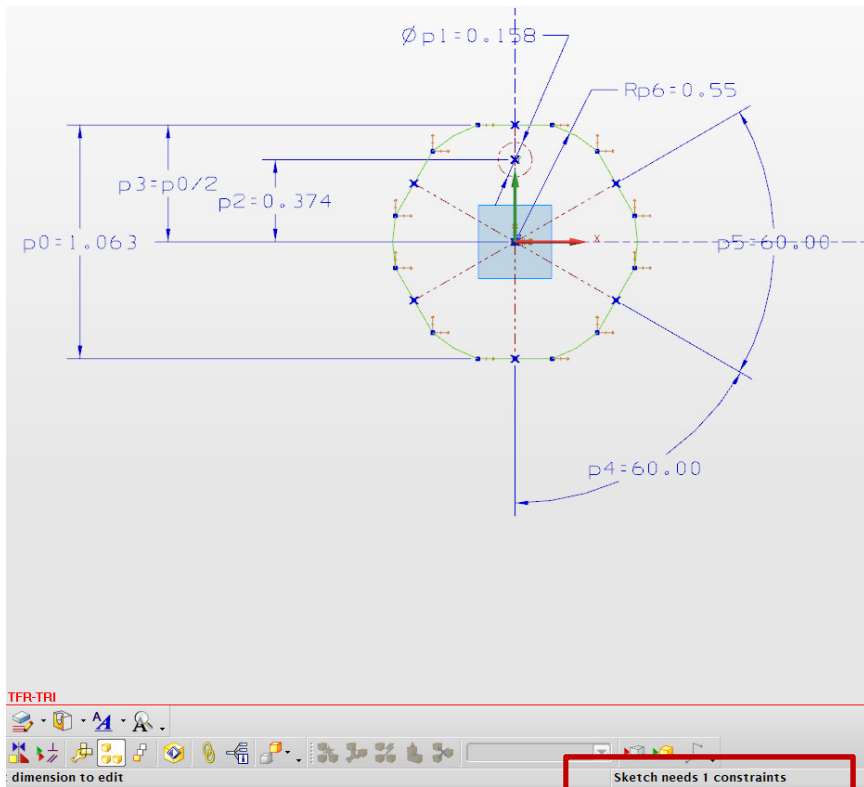 Øp1=0.158
Rp6=0.55
p3=p0/2
p2=0.374
p0=1.063
X
p5=60.00
p4=60.00
TFR-TRI
dimension to edit
Sketch needs 1 constraints